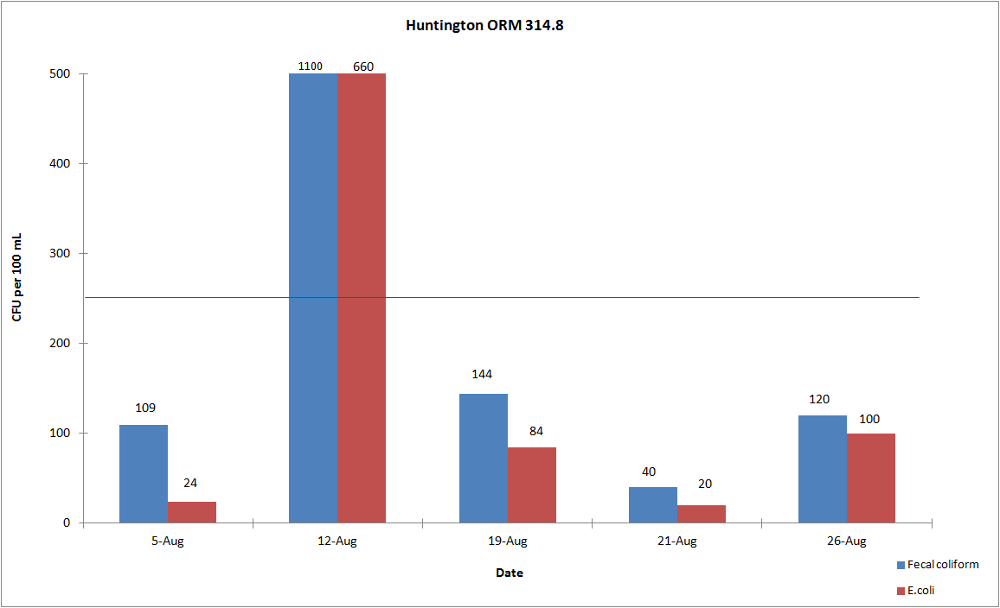 Huntington ORM 314.8
CFU per 100 mL
500
400
300
200
100
0
1100
660
109
24
144
84
40
20
120
100
5-Aug
12-Aug
19-Aug
21-Aug
26-Aug
Date
Fecal coliform
E.coli